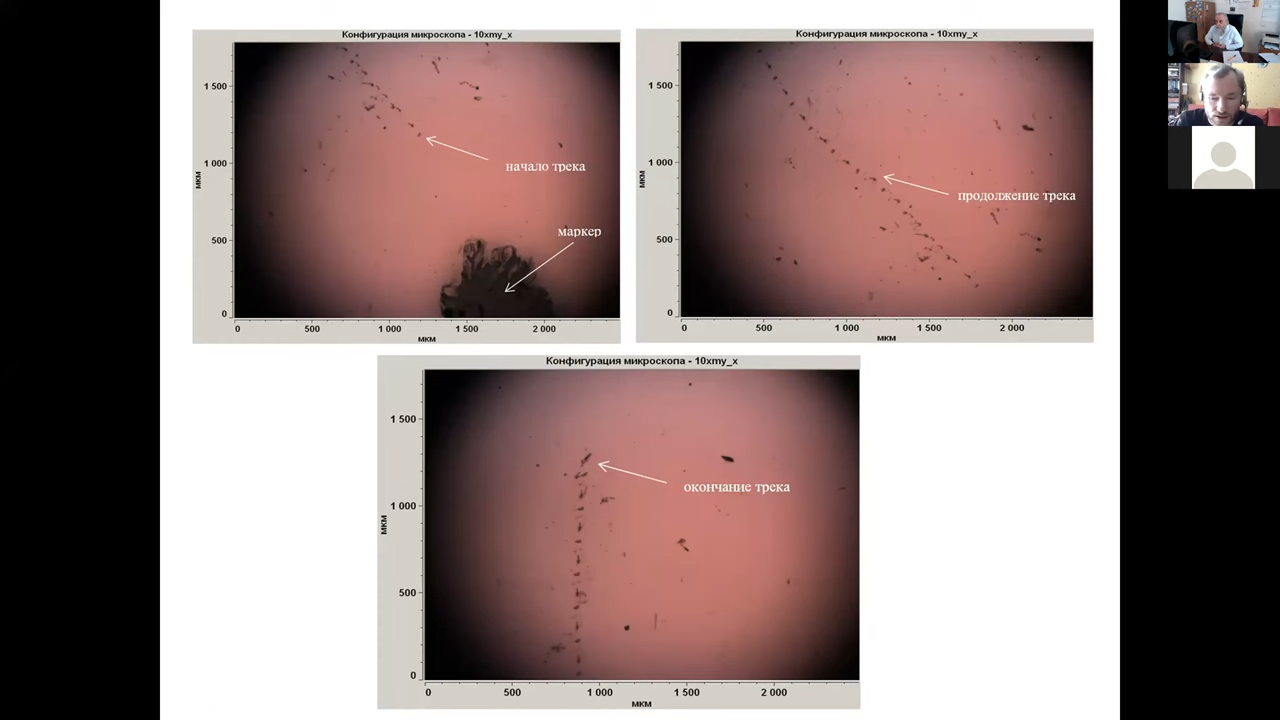 Конфигурация микроскопа - 10xmy_x
1 500
1 000
500
0
мкм
начало трека
маркер
0 500 1 000 1 500 2 000
мкм
Конфигурация микроскопа - 10xmy_x
1 500
1 000
500
0
мкм
продолжение трека
0 500 1 000 1 500 2 000
мкм
Конфигурация микроскопа - 10xmy_x
1 500
1 000
500
0
мкм
окончание трека
0 500 1 000 1 500 2 000
мкм